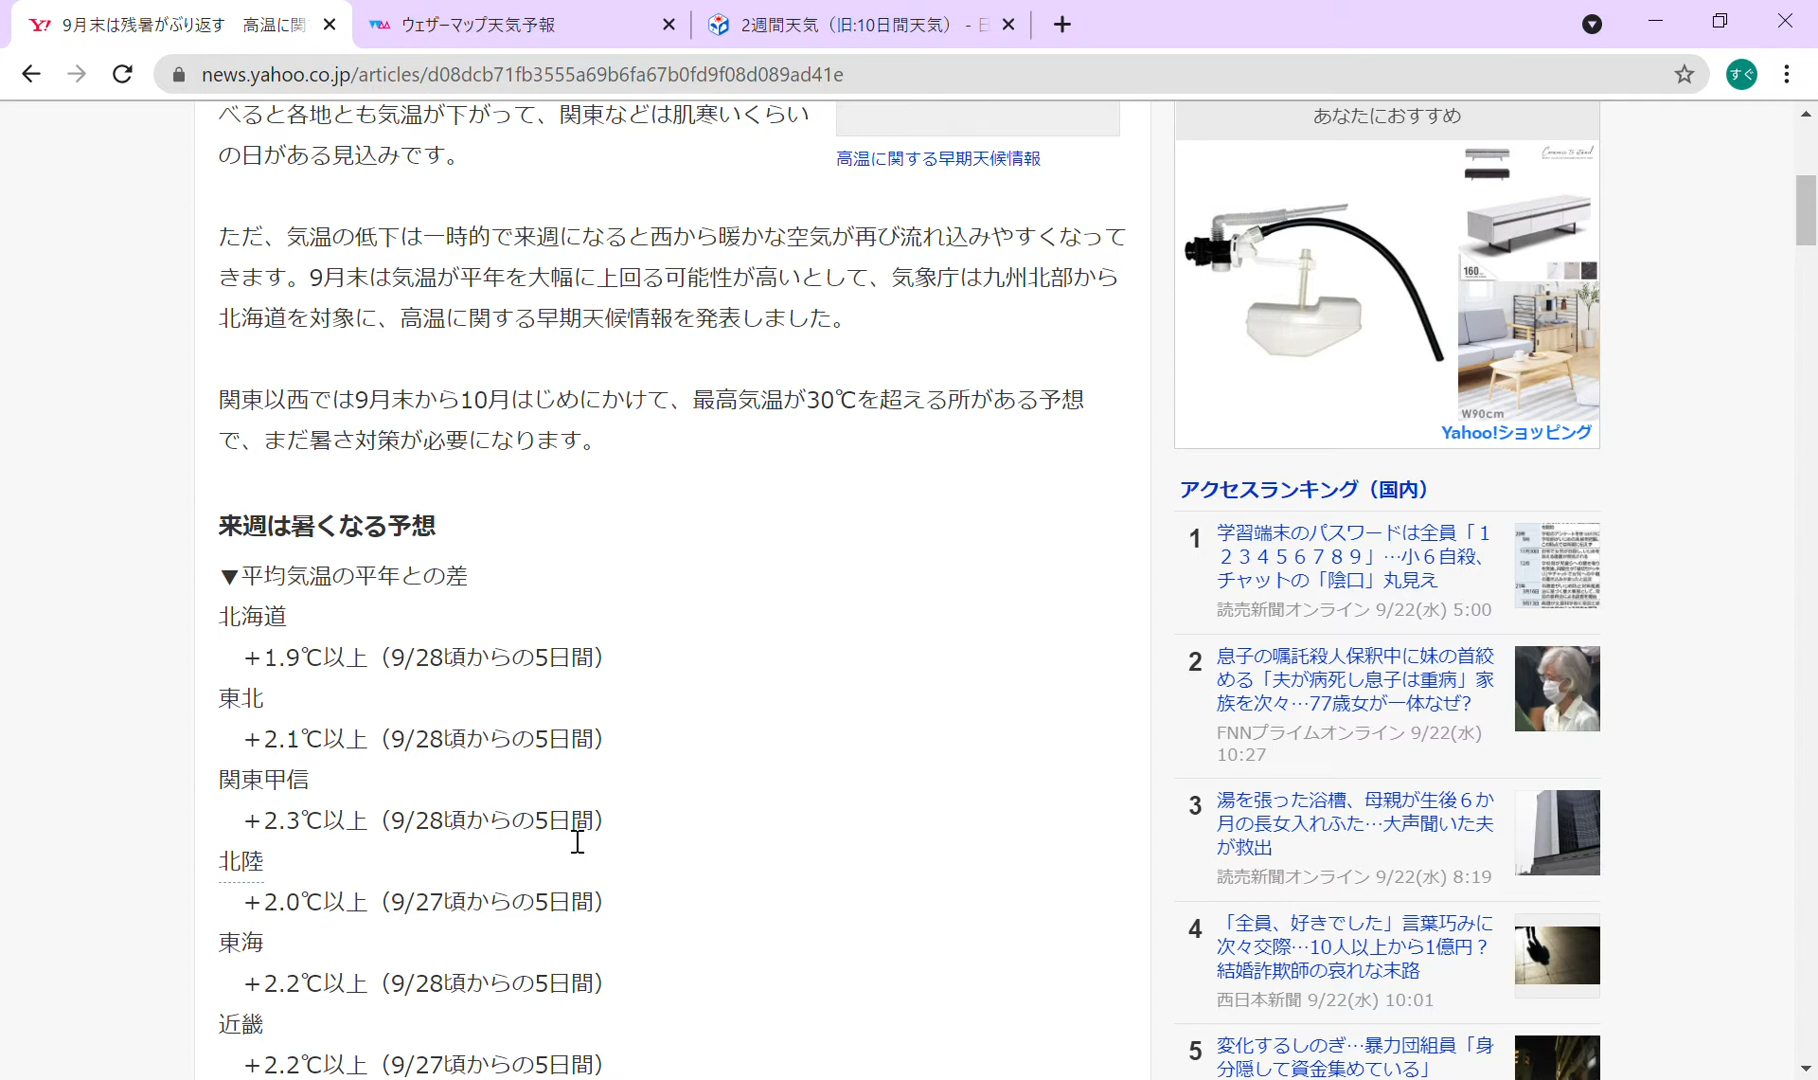 9月末は残暑がぶり返す 高温に関
ウェザーマップ天気予報
2週間天気（旧:10日間天気） - 日
news.yahoo.co.jp/articles/d08dcb71fb3555a69b6fa67b0fd9f08d089ad41e
すぐ
べると各地とも気温が下がって、関東などは肌寒いくらい
の日がある見込みです。
高温に関する早期天候情報
ただ、気温の低下は一時的で来週になると西から暖かな空気が再び流れ込みやすくなって
きます。9月末は気温が平年を大幅に上回る可能性が高いとして、気象庁は九州北部から
北海道を対象に、高温に関する早期天候情報を発表しました。
関東以西では9月末から10月はじめにかけて、最高気温が30℃を超える所がある予想
で、まだ暑さ対策が必要になります。
来週は暑くなる予想
▼平均気温の平年との差
北海道
＋1.9℃以上（9/28頃からの5日間）
東北
＋2.1℃以上（9/28頃からの5日間）
関東甲信
＋2.3℃以上（9/28頃からの5日間）
北陸
＋2.0℃以上（9/27頃からの5日間）
東海
＋2.2℃以上（9/28頃からの5日間）
近畿
＋2.2℃以上（9/27頃からの5日間）
あなたにおすすめ
160
W90cm
Yahoo!ショッピング
アクセスランキング（国内）
1
学習端末のパスワードは全員「１
２３４５６７８９」…小６自殺、
チャットの「陰口」丸見え
読売新聞オンライン 9/22(水) 5:00
2
息子の嘱託殺人保釈中に妹の首絞
める「夫が病死し息子は重病」家
族を次々…77歳女が一体なぜ?
FNNプライムオンライン 9/22(水)
10:27
3
湯を張った浴槽、母親が生後６か
月の長女入れふた…大声聞いた夫
が救出
読売新聞オンライン 9/22(水) 8:19
4
「全員、好きでした」言葉巧みに
次々交際…10人以上から1億円？
結婚詐欺師の哀れな末路
西日本新聞 9/22(水) 10:01
5
変化するしのぎ…暴力団組員「身
分隠して資金集めている」